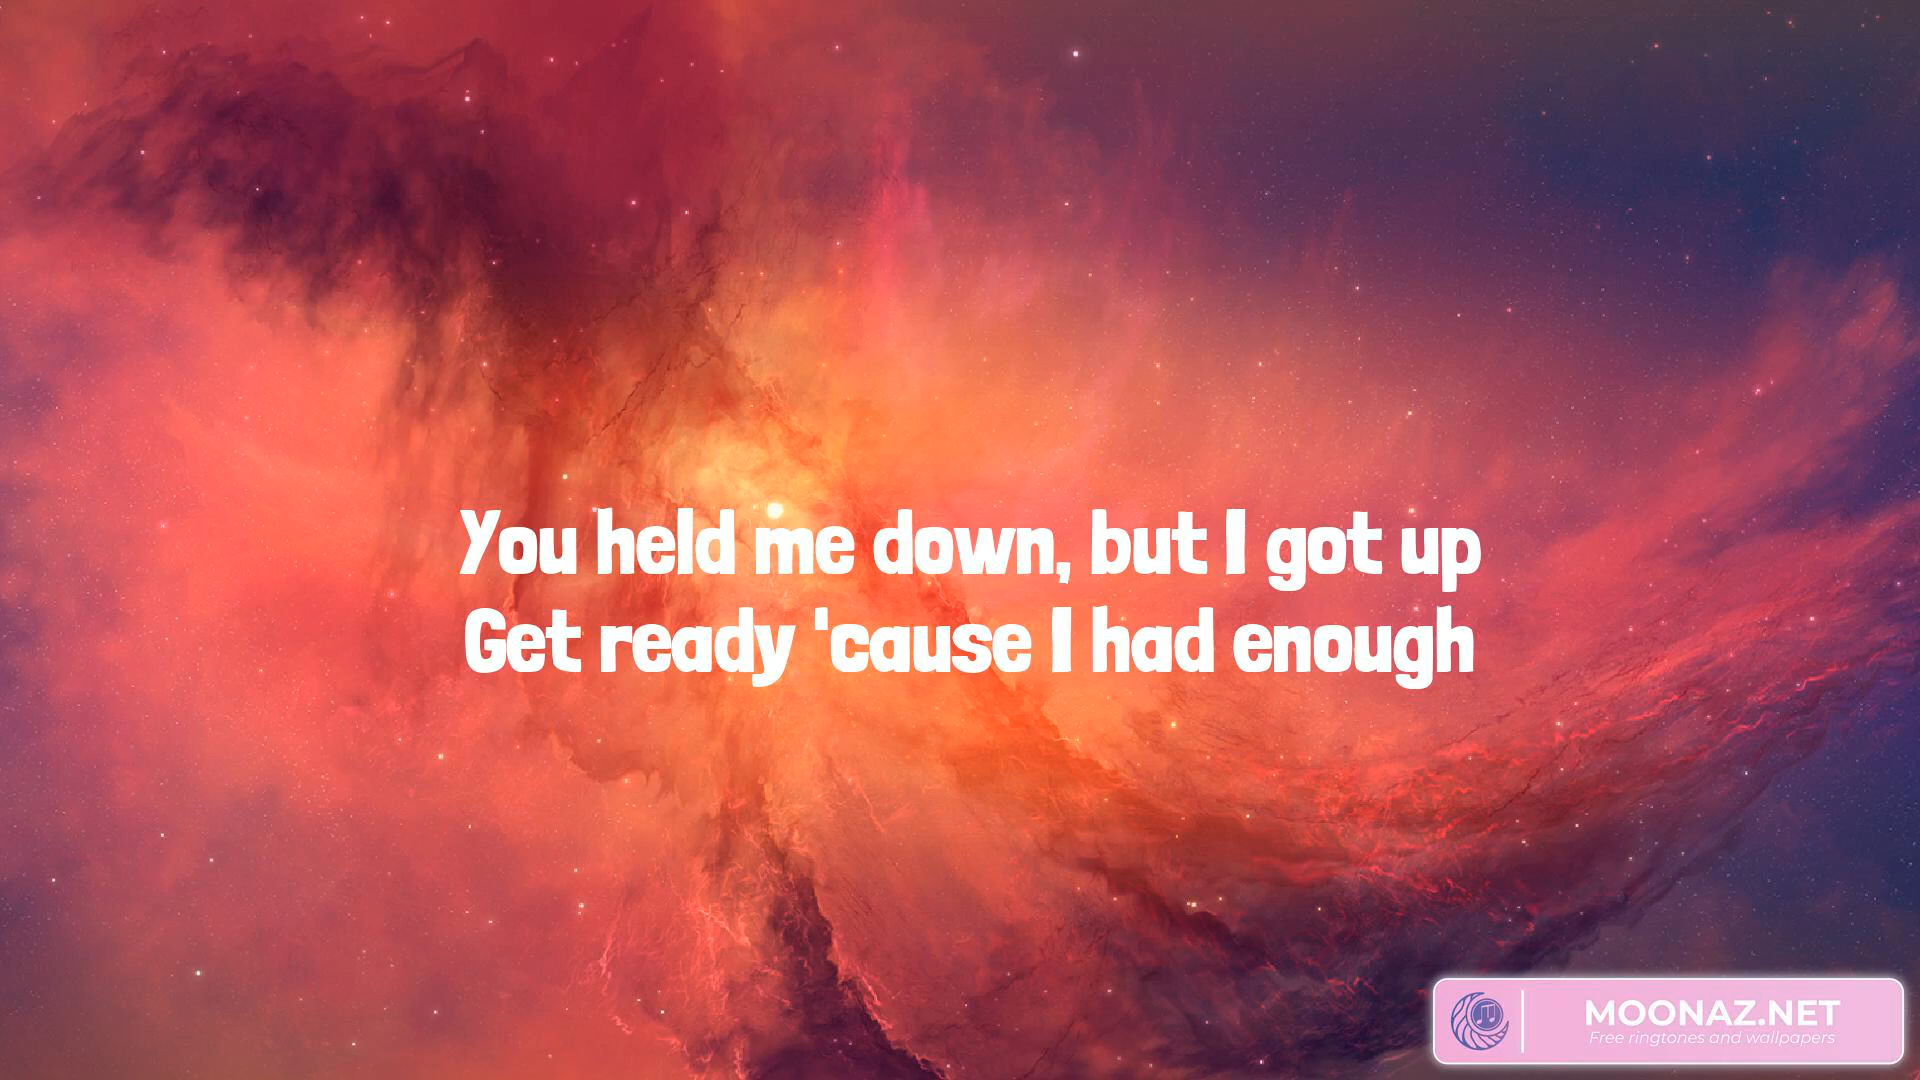 You held me down, but I got up
Get ready 'cause I had enough
MOONAZ.NET
Free ringtones and wallpapers